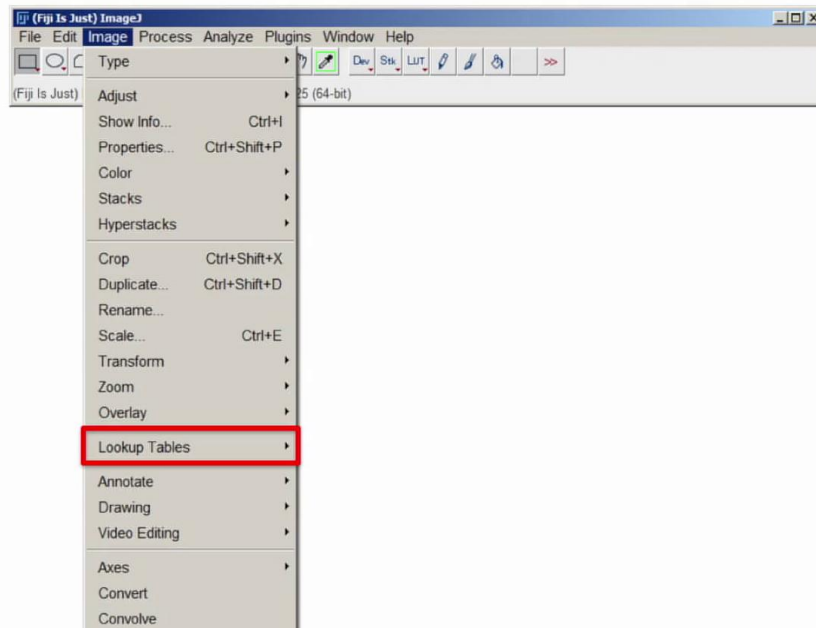 (Fiji Is Just) ImageJ
File Edit Image Process Analyze Plugins Window Help
Dev Stk LUT >>
(Fiji Is Just) 25 (64-bit)
Type
Adjust
Show Info... Ctrl+I
Properties... Ctrl+Shift+P
Color
Stacks
Hyperstacks
Crop Ctrl+Shift+X
Duplicate... Ctrl+Shift+D
Rename...
Scale... Ctrl+E
Transform
Zoom
Overlay
Lookup Tables
Annotate
Drawing
Video Editing
Axes
Convert
Convolve